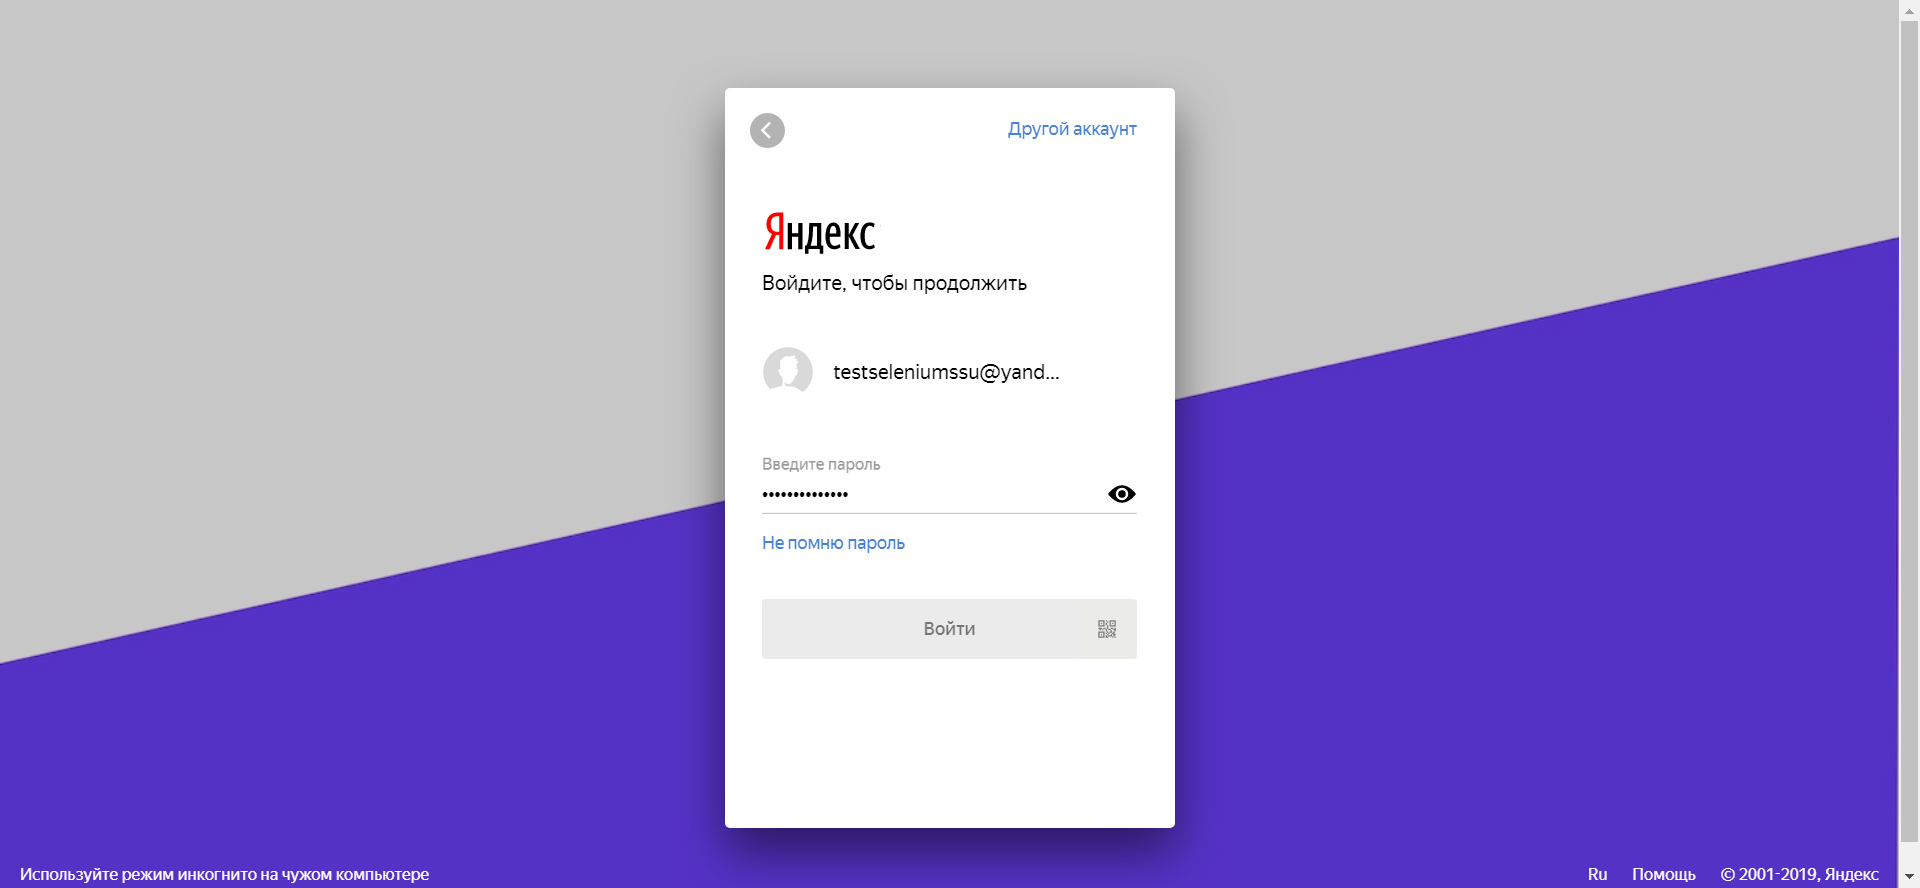 Другой аккаунт
Яндекс
Войдите, чтобы продолжить
testseleniumssu@yand...
Введите пароль
••••••••••••••
Не помню пароль
Войти
Используйте режим инкогнито на чужом компьютере
Ru Помощь © 2001-2019, Яндекс